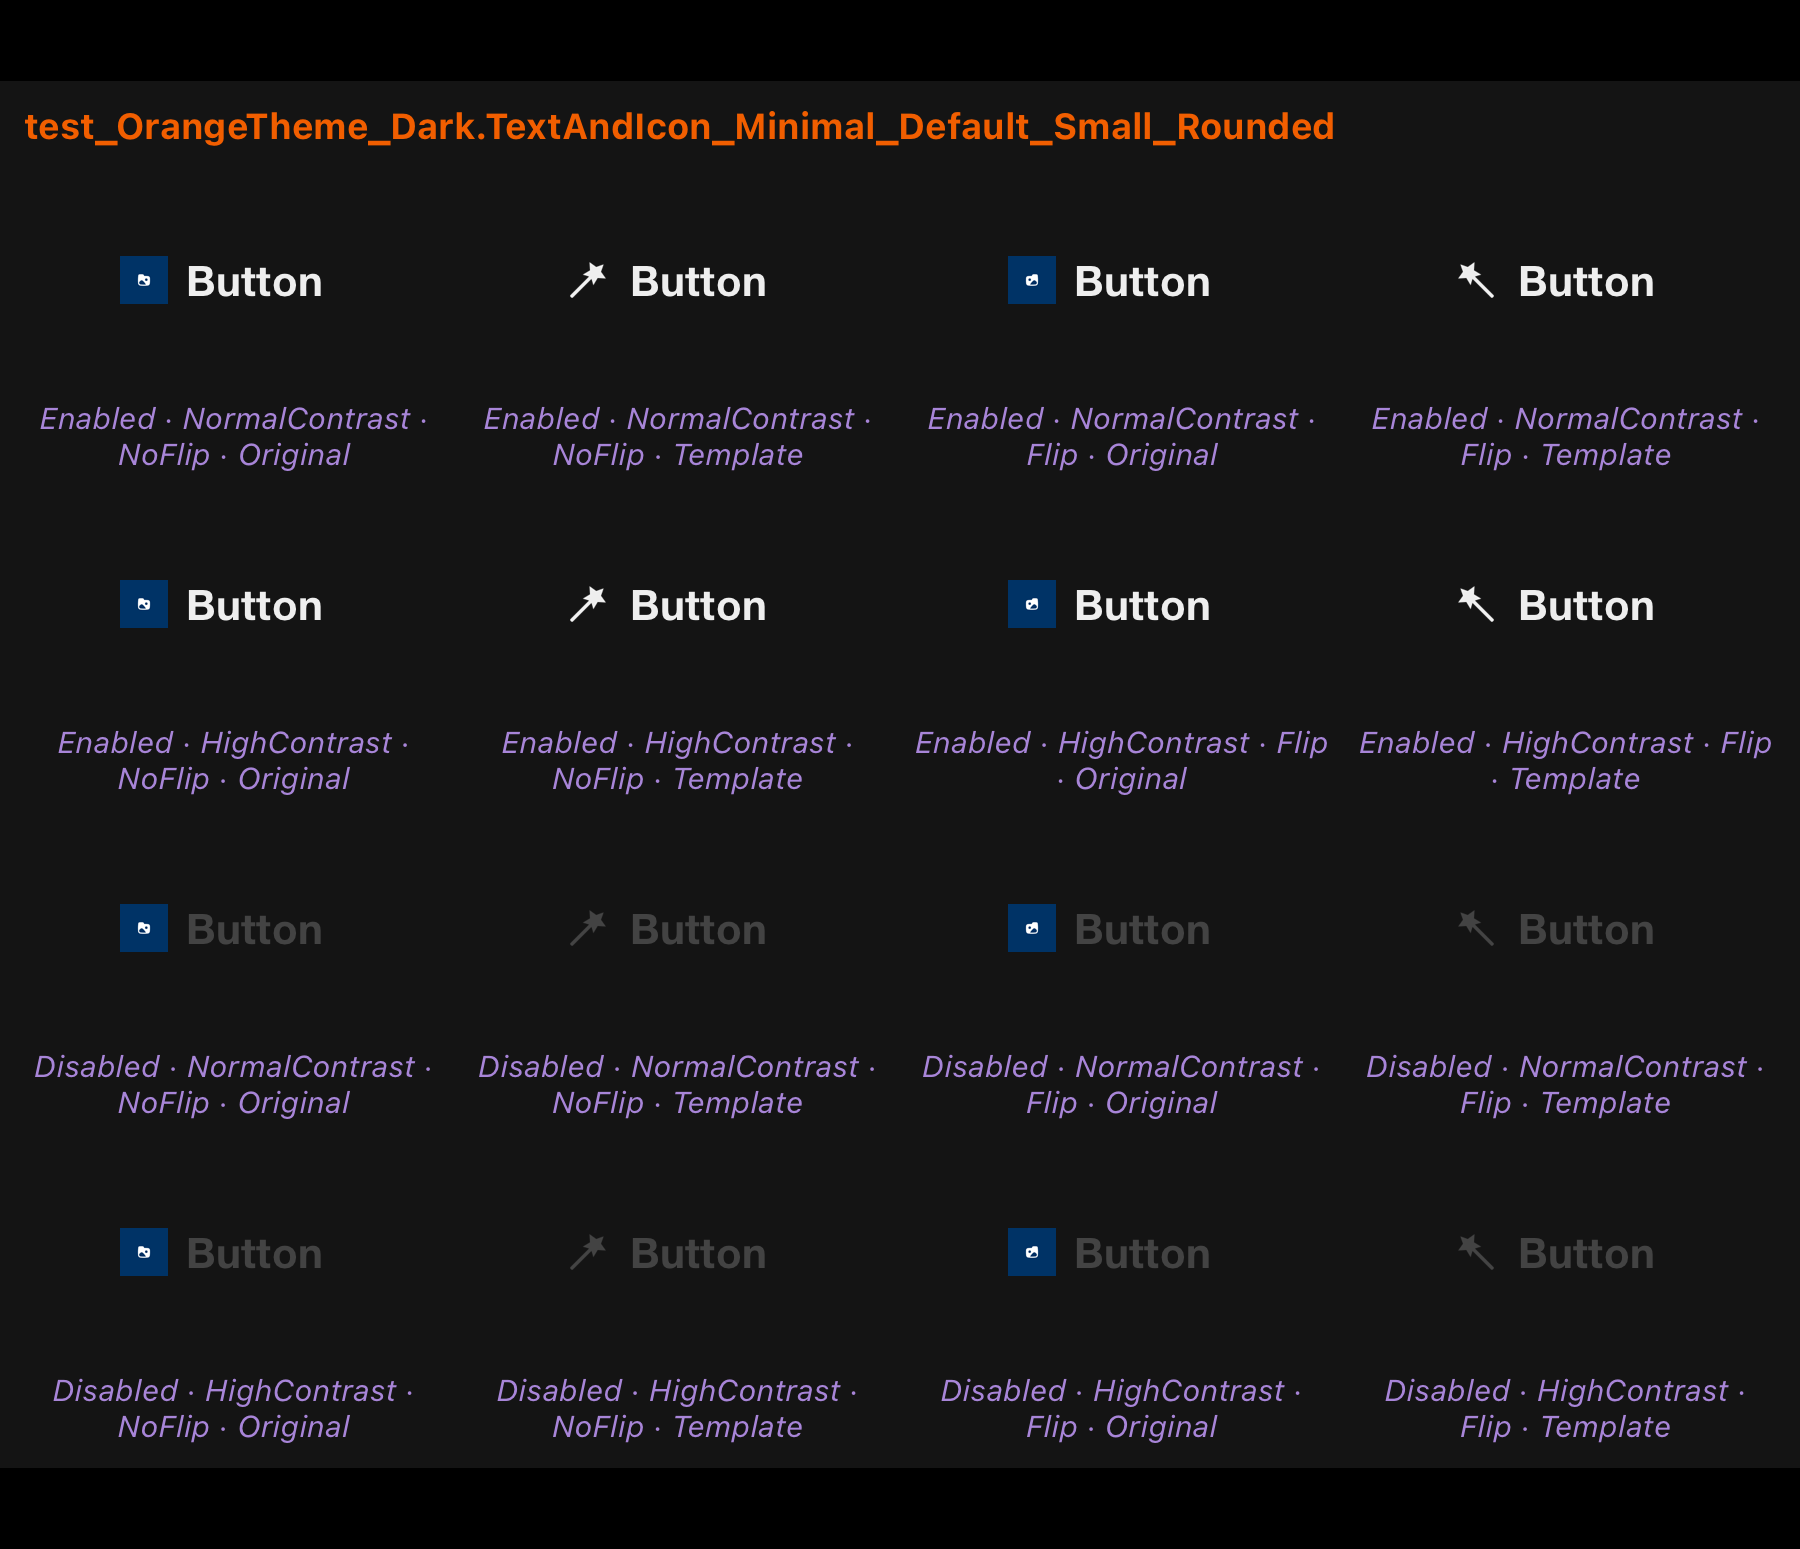 test_OrangeTheme_Dark.TextAndIcon_Minimal_Default_Small_Rounded
Button Button Button Button
Enabled · NormalContrast · Enabled · NormalContrast · Enabled · NormalContrast · Enabled · NormalContrast ·
NoFlip · Original NoFlip · Template Flip · Original Flip · Template
Button Button Button Button
Enabled · HighContrast · Enabled · HighContrast · Enabled · HighContrast · Flip Enabled · HighContrast · Flip
NoFlip · Original NoFlip · Template · Original · Template
Button Button Button Button
Disabled · NormalContrast · Disabled · NormalContrast · Disabled · NormalContrast · Disabled · NormalContrast ·
NoFlip · Original NoFlip · Template Flip · Original Flip · Template
Button Button Button Button
Disabled · HighContrast · Disabled · HighContrast · Disabled · HighContrast · Disabled · HighContrast ·
NoFlip · Original NoFlip · Template Flip · Original Flip · Template